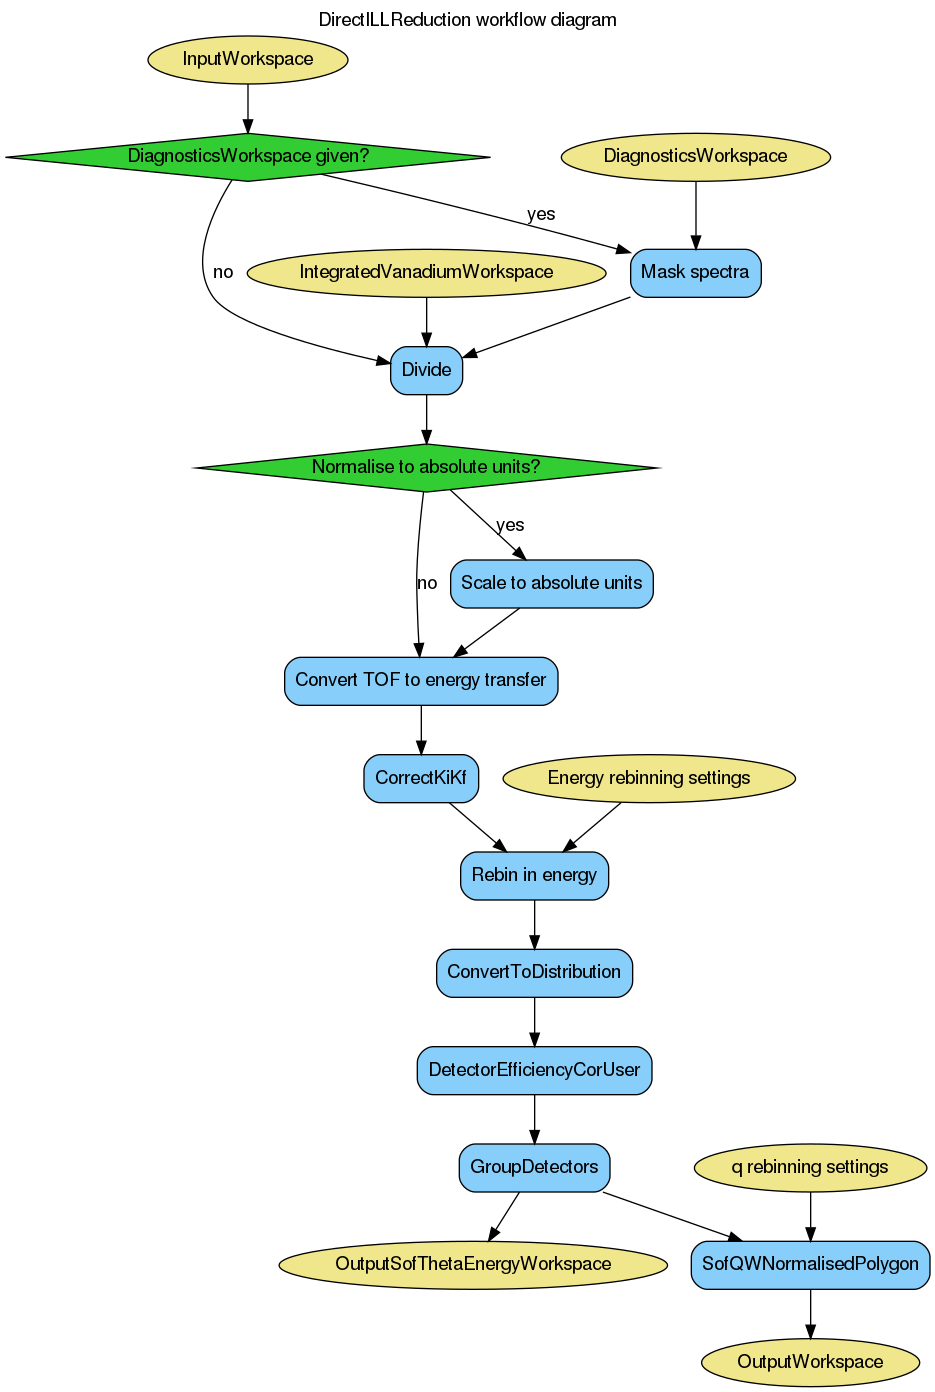 DirectILLReduction workflow diagram
InputWorkspace
DiagnosticsWorkspace given?
DiagnosticsWorkspace
yes
no
IntegratedVanadiumWorkspace
Mask spectra
Divide
Normalise to absolute units?
yes
no
Scale to absolute units
Convert TOF to energy transfer
CorrectKiKf
Energy rebinning settings
Rebin in energy
ConvertToDistribution
DetectorEfficiencyCorUser
GroupDetectors
q rebinning settings
OutputSofThetaEnergyWorkspace
SofQWNormalisedPolygon
OutputWorkspace